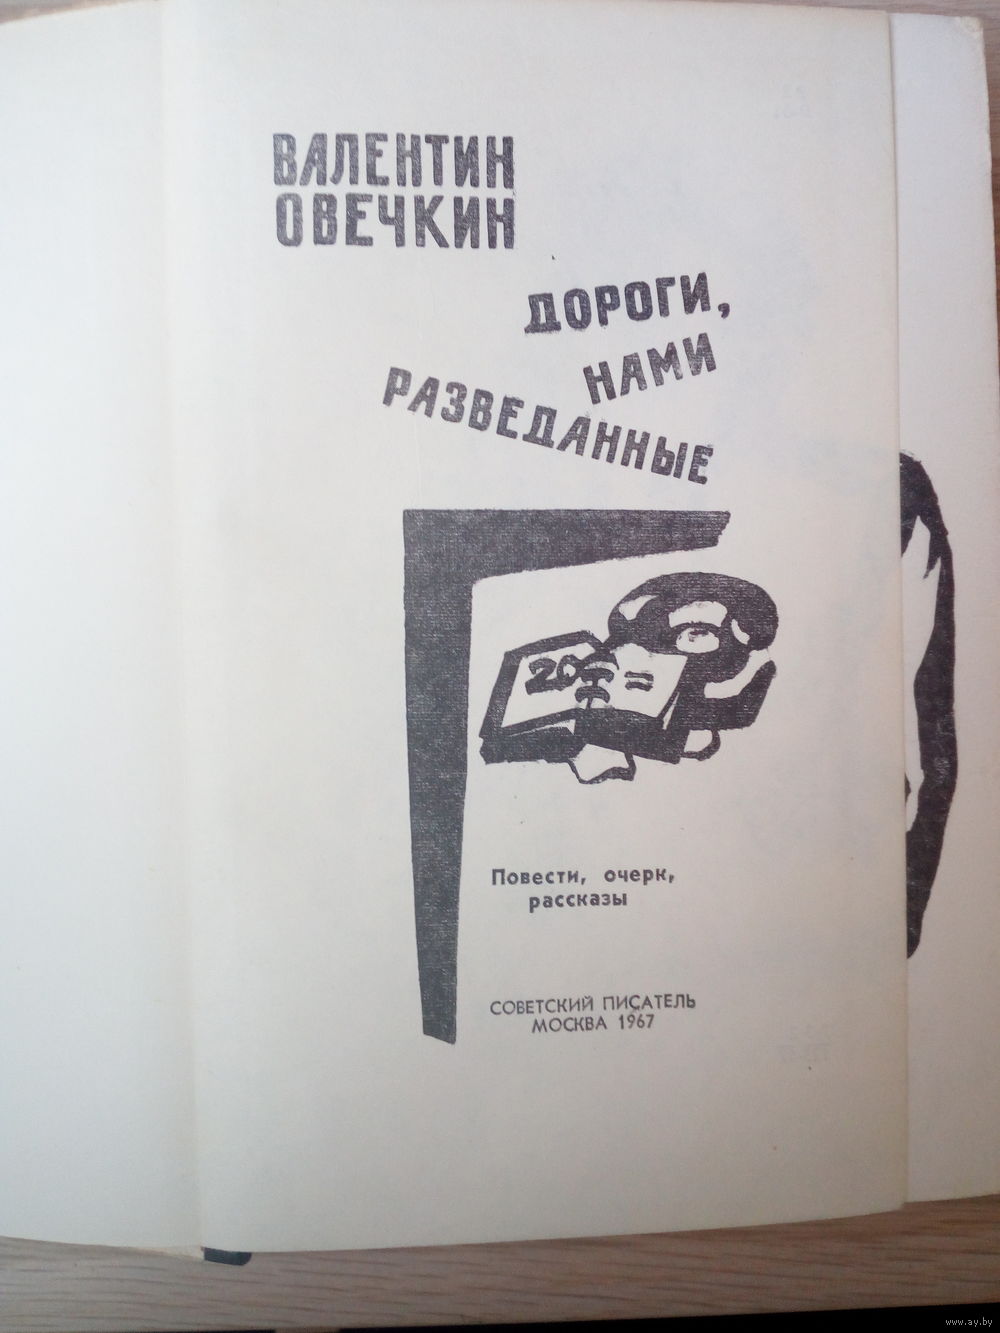 ВАЛЕНТИН
ОВЕЧКИН
ДОРОГИ,
НАМИ
РАЗВЕДАННЫЕ
Повести, очерк,
рассказы
СОВЕТСКИЙ ПИСАТЕЛЬ
МОСКВА 1967
www.ay.by